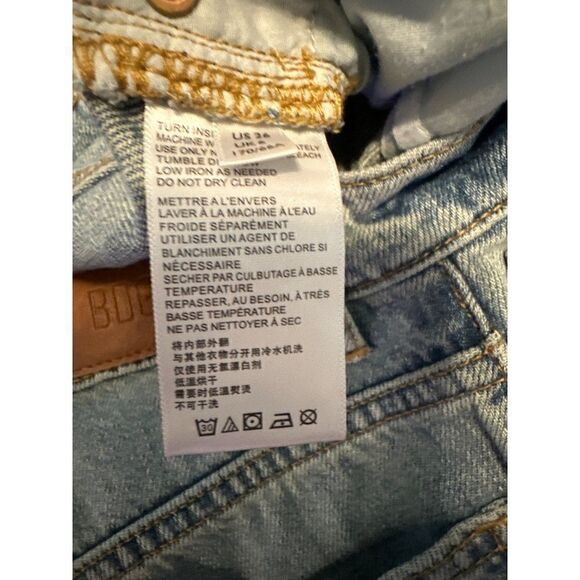 TURN INSI
MACHINE W
USE ONLY N
TUMBLE D
LOW IRON AS NEEDED
DO NOT DRY CLEAN
US 26
METTRE A L'ENVERS
LAVER À LA MACHINE À L'EAU
FROIDE SÉPARÉMENT
UTILISER UN AGENT DE
BLANCHIMENT SANS CHLORE SI
NÉCESSAIRE
SECHER PAR CULBUTAGE À BASSE
TEMPERATURE
REPASSER, AU BESOIN, À TRÈS
BASSE TEMPÉRATURE
NE PAS NETTOYER À SEC
将内部外翻
与其他衣物分开用冷水机洗
仅使用无氯漂白剂
低温烘干
需要时低温熨烫
不可干洗
30
BDG